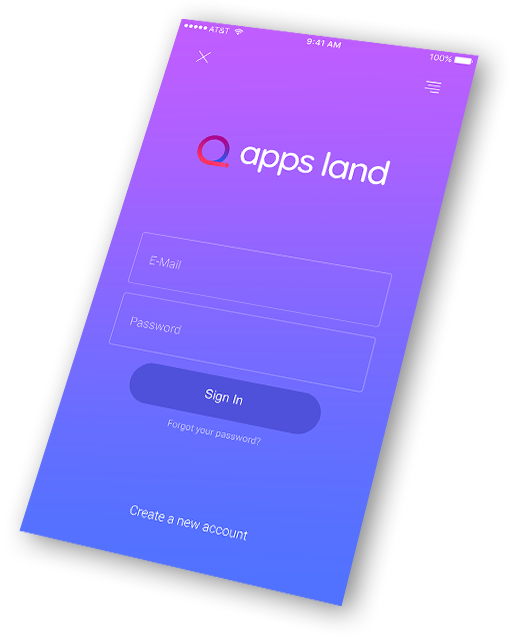 AT&T 9:41 AM 100%
apps land
E-Mail
Password
Sign In
Forgot your password?
Create a new account